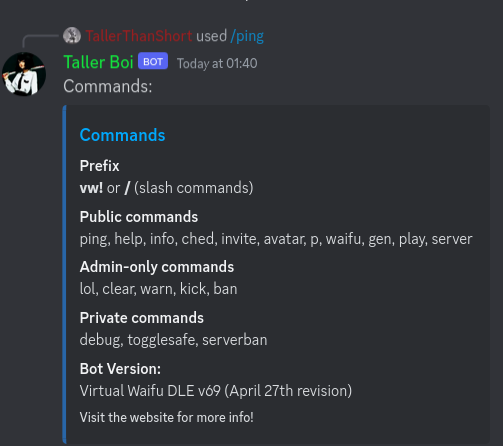 TallerThanShort used /ping
Taller Boi BOT Today at 01:40
Commands:
Commands
Prefix
vw! or / (slash commands)
Public commands
ping, help, info, ched, invite, avatar, p, waifu, gen, play, server
Admin-only commands
lol, clear, warn, kick, ban
Private commands
debug, togglesafe, serverban
Bot Version:
Virtual Waifu DLE v69 (April 27th revision)
Visit the website for more info!